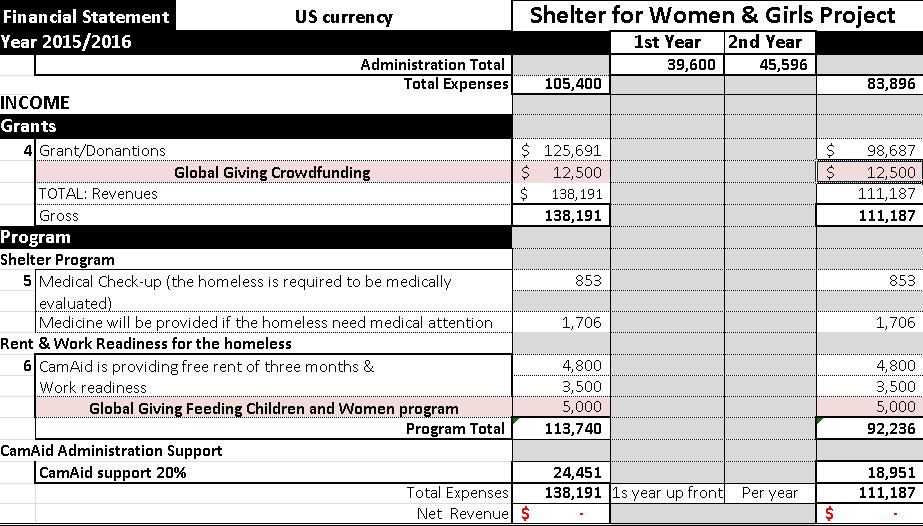 Financial Statement US currency Shelter for Women & Girls Project
Year 2015/2016 1st Year 2nd Year
Administration Total 39,600 45,596
Total Expenses 105,400 83,896
INCOME
Grants
4 Grant/Donantions $ 125,691 $ 98,687
Global Giving Crowdfunding $ 12,500 $ 12,500
TOTAL: Revenues $ 138,191 111,187
Gross 138,191 111,187
Program
Shelter Program
5 Medical Check-up (the homeless is required to be medically 853 853
evaluated)
Medicine will be provided if the homeless need medical attention 1,706 1,706
Rent & Work Readiness for the homeless
6 CamAid is providing free rent of three months & 4,800 4,800
Work readiness 3,500 3,500
Global Giving Feeding Children and Women program 5,000 5,000
Program Total 113,740 92,236
CamAid Administration Support
CamAid support 20% 24,451 18,951
Total Expenses 138,191 1s year up front Per year 111,187
Net Revenue $ - $ -